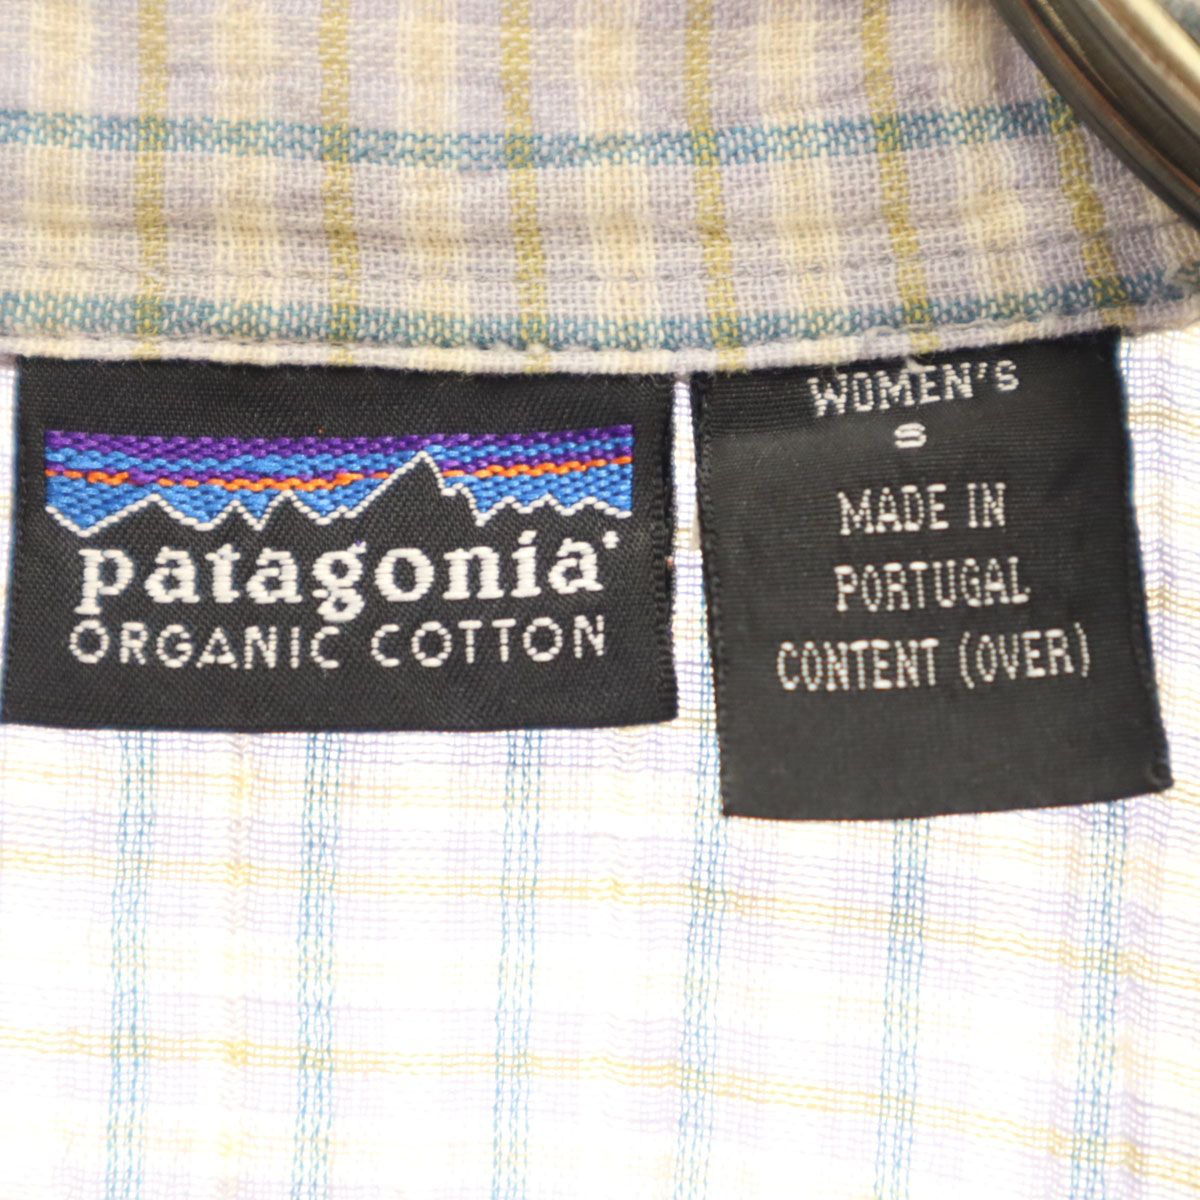 patagonia
ORGANIC COTTON
WOMEN'S
S
MADE IN
PORTUGAL
CONTENT (OVER)